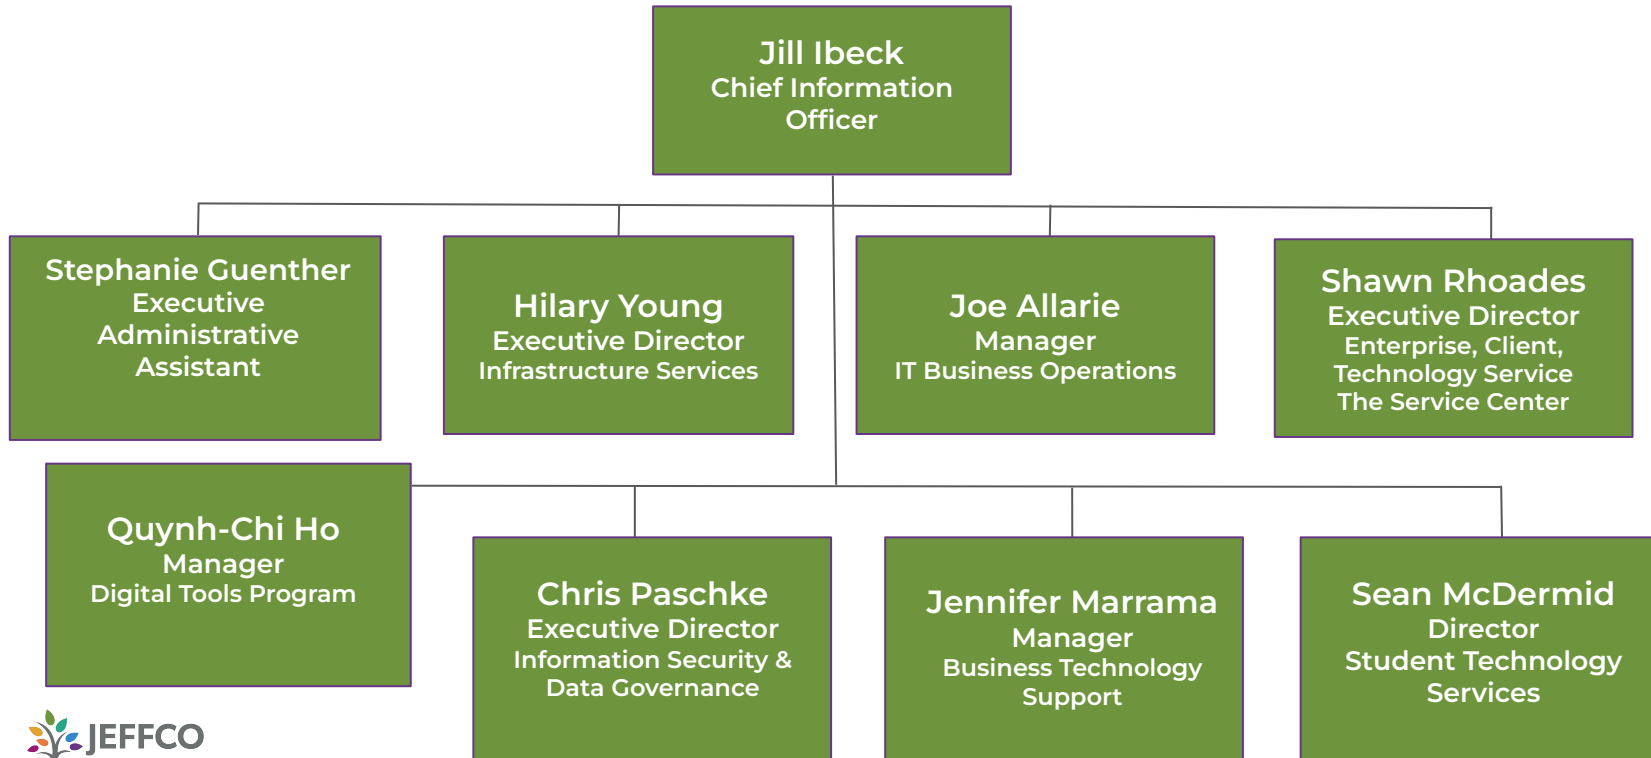 Jill Ibeck
Chief Information
Officer
Stephanie Guenther
Executive
Administrative
Assistant
Hilary Young
Executive Director
Infrastructure Services
Joe Allarie
Manager
IT Business Operations
Shawn Rhoades
Executive Director
Enterprise, Client,
Technology Service
The Service Center
Quynh-Chi Ho
Manager
Digital Tools Program
Chris Paschke
Executive Director
Information Security &
Data Governance
Jennifer Marrama
Manager
Business Technology
Support
Sean McDermid
Director
Student Technology
Services
JEFFCO